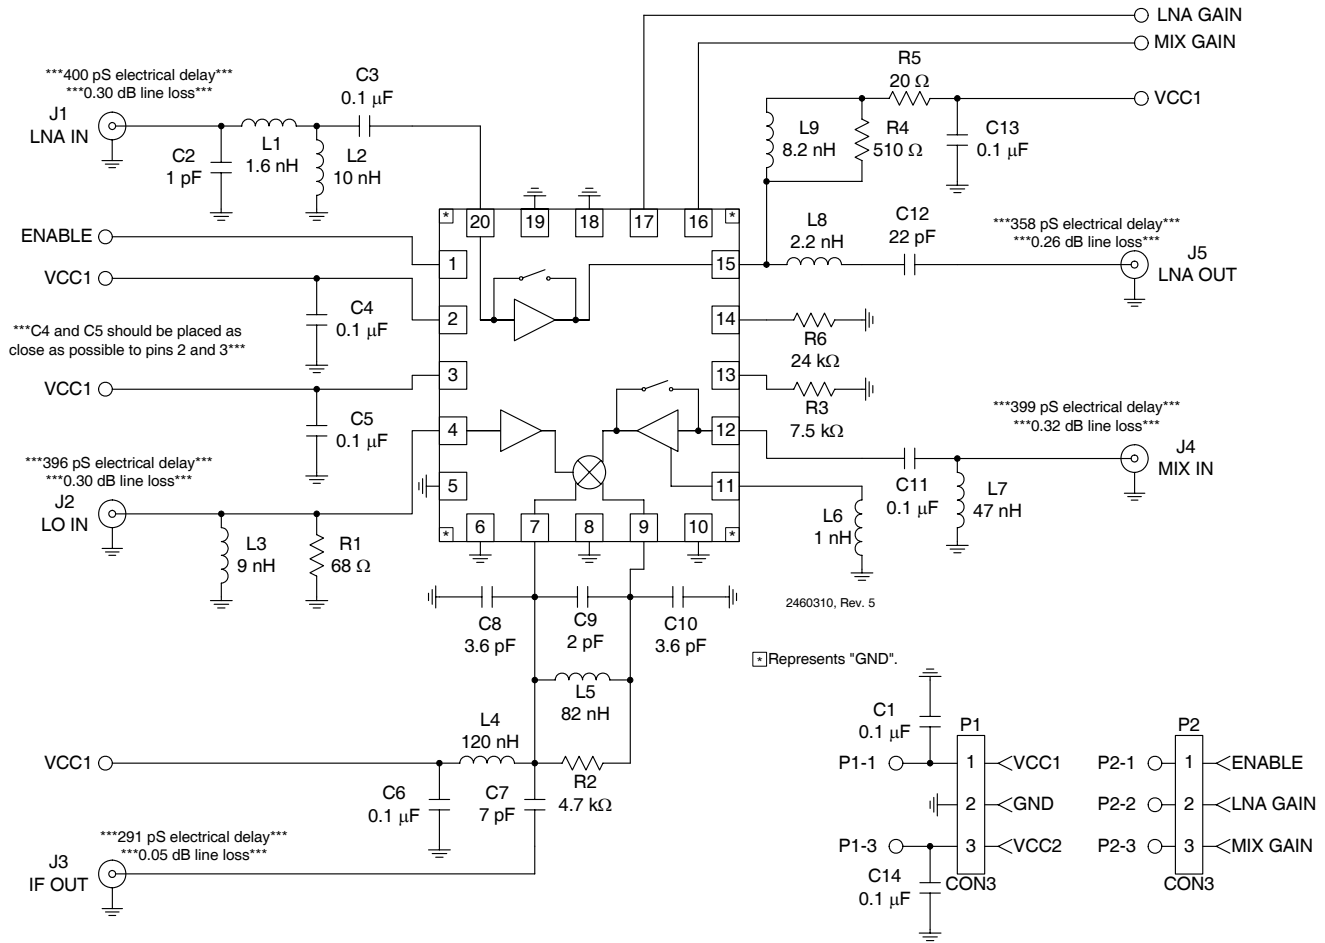 LNA GAIN
MIX GAIN
***400 pS electrical delay***
***0.30 dB line loss***
J1
LNA IN
C3
0.1 µF
C2
1 pF
L1
1.6 nH
L2
10 nH
R5
20 Ω
VCC1
L9
8.2 nH
R4
510 Ω
C13
0.1 µF
* 20 19 18 17 16 *
ENABLE
1
15
L8
2.2 nH
C12
22 pF
***358 pS electrical delay***
***0.26 dB line loss***
J5
LNA OUT
VCC1
C4
0.1 µF
2
14
R6
24 kΩ
***C4 and C5 should be placed as
close as possible to pins 2 and 3***
VCC1
3
13
R3
7.5 kΩ
C5
0.1 µF
4
12
***399 pS electrical delay***
***0.32 dB line loss***
J4
MIX IN
C11
0.1 µF
L7
47 nH
***396 pS electrical delay***
***0.30 dB line loss***
J2
LO IN
5
11
L6
1 nH
L3
9 nH
R1
68 Ω
* 6 7 8 9 10 *
C8
3.6 pF
C9
2 pF
C10
3.6 pF
2460310, Rev. 5
* Represents "GND".
L5
82 nH
L4
120 nH
VCC1
C6
0.1 µF
C7
7 pF
R2
4.7 kΩ
***291 pS electrical delay***
***0.05 dB line loss***
J3
IF OUT
C1
0.1 µF
P1
P1-1 1 VCC1
2 GND
P1-3 3 VCC2
C14
0.1 µF
CON3
P2
P2-1 1 ENABLE
P2-2 2 LNA GAIN
P2-3 3 MIX GAIN
CON3